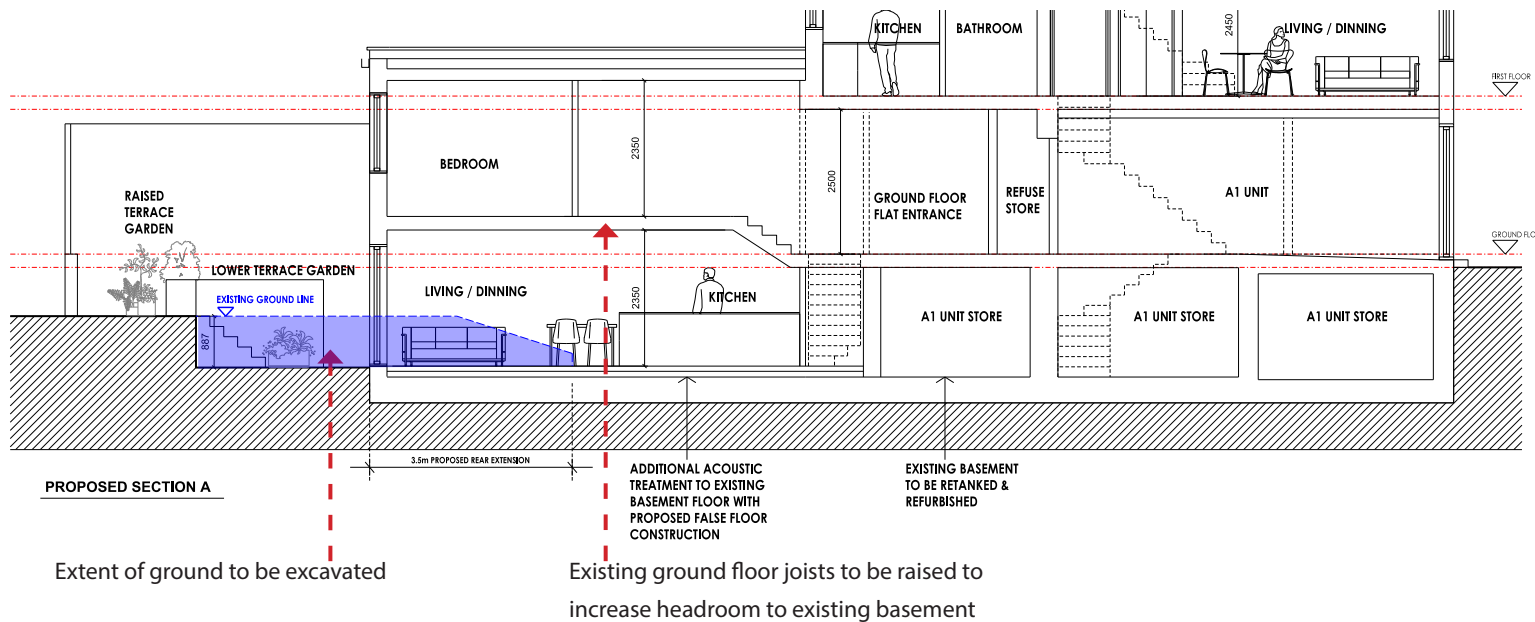 KITCHEN
BATHROOM
2450
LIVING / DINNING
FIRST FLOOR
BEDROOM
2350
2500
GROUND FLOOR
FLAT ENTRANCE
REFUSE
STORE
A1 UNIT
RAISED
TERRACE
GARDEN
GROUND FLO
LOWER TERRACE GARDEN
EXISTING GROUND LINE
887
LIVING / DINNING
2350
KITCHEN
A1 UNIT STORE
A1 UNIT STORE
A1 UNIT STORE
3.5m PROPOSED REAR EXTENSION
PROPOSED SECTION A
ADDITIONAL ACOUSTIC
TREATMENT TO EXISTING
BASEMENT FLOOR WITH
PROPOSED FALSE FLOOR
CONSTRUCTION
EXISTING BASEMENT
TO BE RETANKED &
REFURBISHED
Extent of ground to be excavated
Existing ground floor joists to be raised to
increase headroom to existing basement